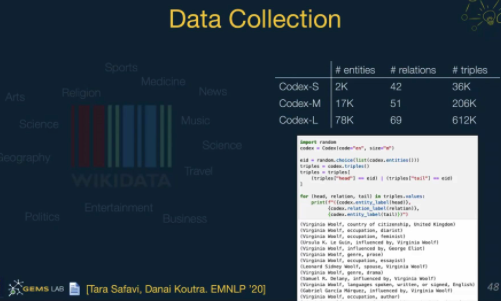 Data Collection
Sports
Medicine
Arts
Religion
News
Science
Music
Science
Geography
Travel
WIKIDATA
Entertainment
Politics
Business
# entities # relations # triples
Codex-S 2K 42 36K
Codex-M 17K 51 206K
Codex-L 78K 69 612K
import random
codex = Codex(code="en", size="m")
eid = random.choice(list(codex.entities()))
triples = codex.triples()
triples = triples[
(triples["head"] == eid) | (triples["tail"] == eid)
]
for (head, relation, tail) in triples.values:
print(f"({codex.entity_label(head)},
{codex.relation_label(relation)},
{codex.entity_label(tail)})")
(Virginia Woolf, country of citizenship, United Kingdom)
(Virginia Woolf, occupation, diarist)
(Virginia Woolf, occupation, feminist)
(Ursula K. Le Guin, influenced by, Virginia Woolf)
(Virginia Woolf, influenced by, George Eliot)
(Virginia Woolf, genre, prose)
(Virginia Woolf, occupation, essayist)
(Leonard Sidney Woolf, spouse, Virginia Woolf)
(Virginia Woolf, genre, drama)
(Samuel R. Delany, influenced by, Virginia Woolf)
(Virginia Woolf, languages spoken, written, or signed, English)
(Gabriel García Márquez, influenced by, Virginia Woolf)
(Virginia Woolf, occupation, author)
GEMS LAB [Tara Safavi, Danai Koutra. EMNLP '20]
48